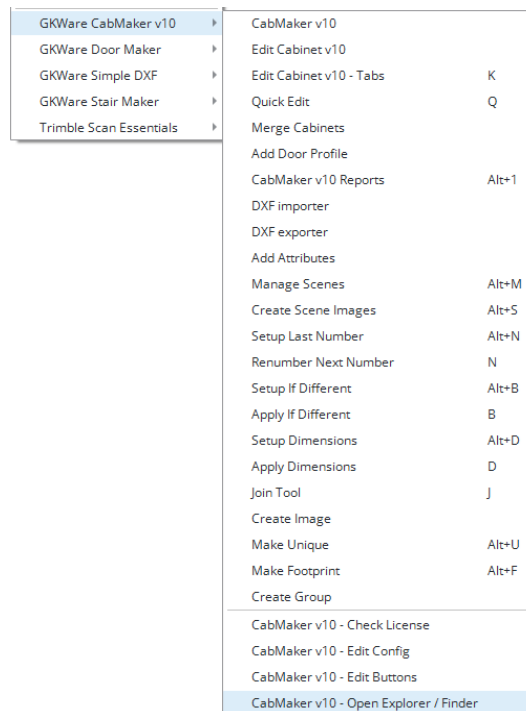 GKWare CabMaker v10
GKWare Door Maker
GKWare Simple DXF
GKWare Stair Maker
Trimble Scan Essentials
CabMaker v10
Edit Cabinet v10
Edit Cabinet v10 - Tabs K
Quick Edit Q
Merge Cabinets
Add Door Profile
CabMaker v10 Reports Alt+1
DXF importer
DXF exporter
Add Attributes
Manage Scenes Alt+M
Create Scene Images Alt+S
Setup Last Number Alt+N
Renumber Next Number N
Setup If Different Alt+B
Apply If Different B
Setup Dimensions Alt+D
Apply Dimensions D
Join Tool J
Create Image
Make Unique Alt+U
Make Footprint Alt+F
Create Group
CabMaker v10 - Check License
CabMaker v10 - Edit Config
CabMaker v10 - Edit Buttons
CabMaker v10 - Open Explorer / Finder